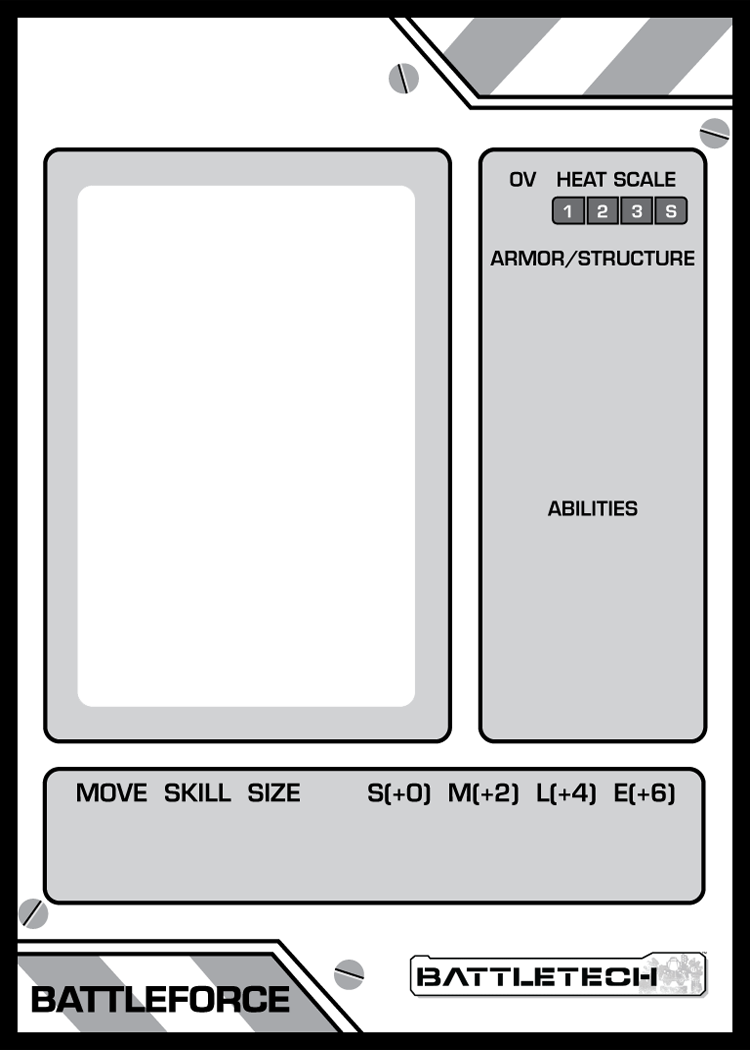 OV HEAT SCALE
1 2 3 S
ARMOR/STRUCTURE
ABILITIES
MOVE SKILL SIZE S(+0) M(+2) L(+4) E(+6)
BATTLETECH
BATTLEFORCE